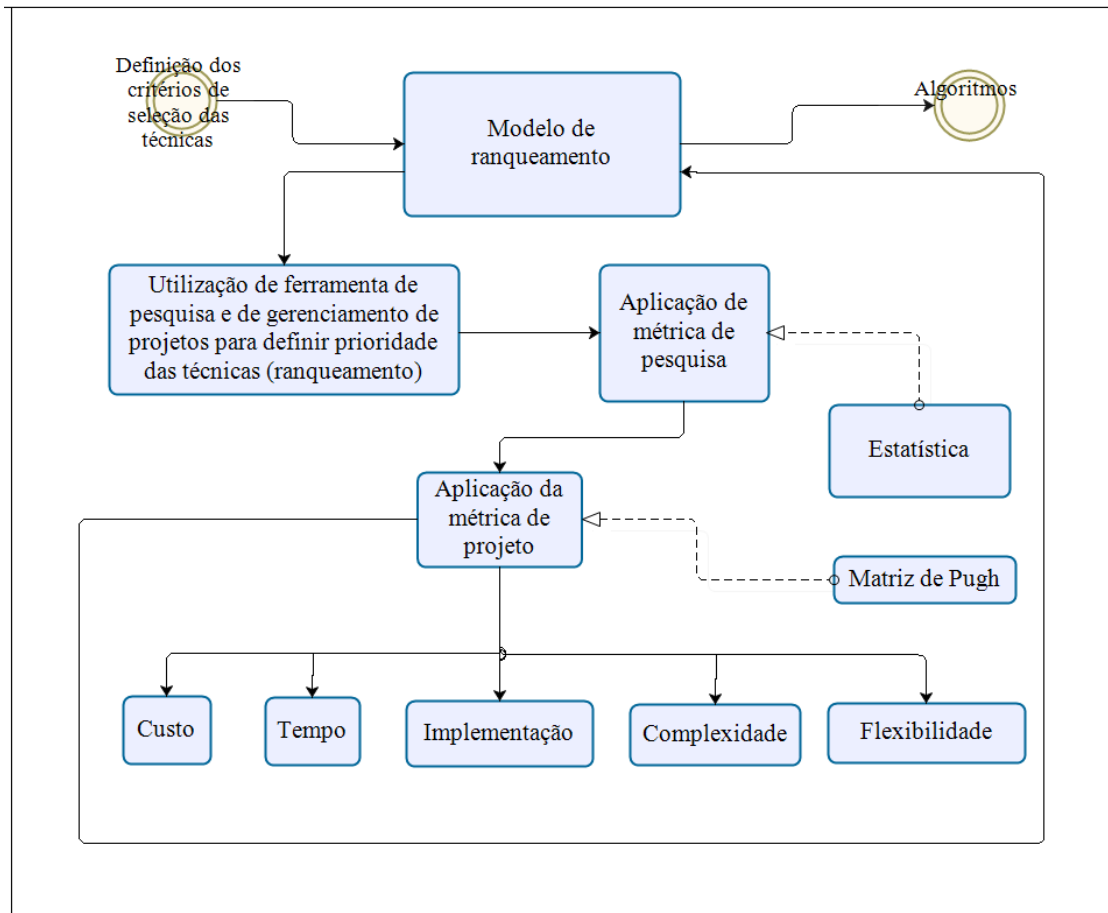 Definição dos
critérios de
seleção das
técnicas
Modelo de
ranqueamento
Algoritmos
Utilização de ferramenta de
pesquisa e de gerenciamento de
projetos para definir prioridade
das técnicas (ranqueamento)
Aplicação de
métrica de
pesquisa
Estatística
Aplicação da
métrica de
projeto
Matriz de Pugh
Custo
Tempo
Implementação
Complexidade
Flexibilidade